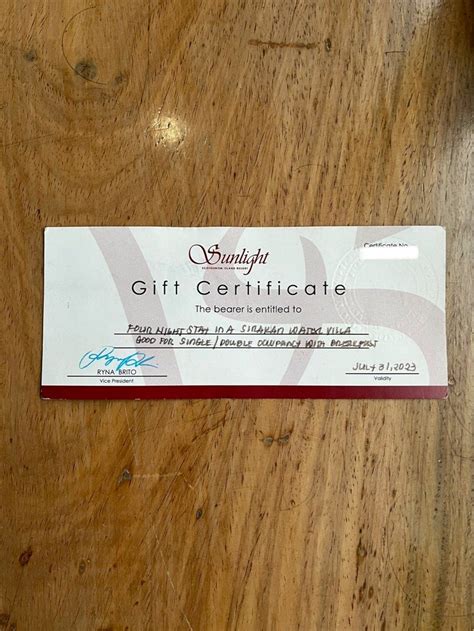 Sunlight
Certificate No.
Gift Certificate
The bearer is entitled to
FOUR NIGHT STAY IN A SIRAKAN WATER VILLA
GOOD FOR SINGLE / DOUBLE OCCUPANCY WITH BREAKFAST
RYNA BRITO
Vice President
JULY 31, 2023
Validity